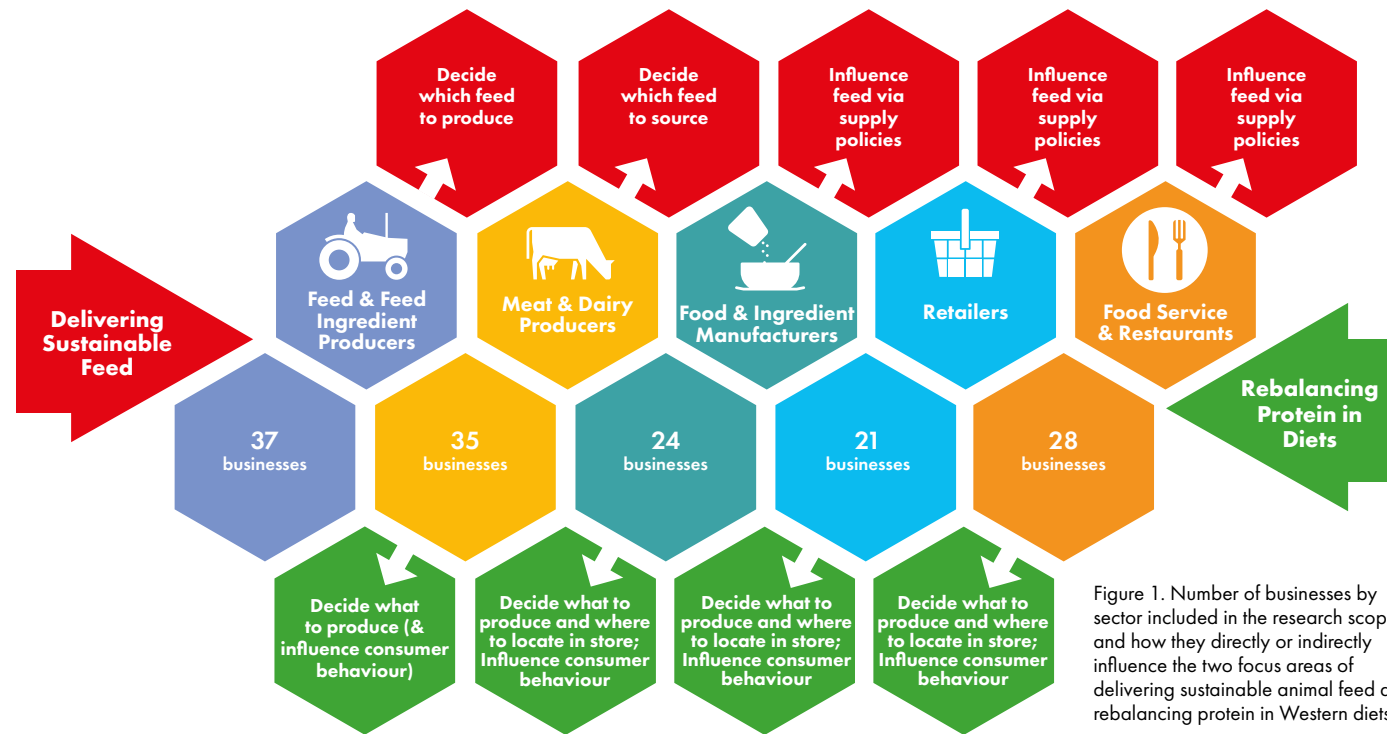 Decide
which feed
to produce
Decide
which feed
to source
Influence
feed via
supply
policies
Influence
feed via
supply
policies
Influence
feed via
supply
policies
Delivering
Sustainable
Feed
Feed & Feed
Ingredient
Producers
Meat & Dairy
Producers
Food & Ingredient
Manufacturers
Retailers
Food Service
& Restaurants
Rebalancing
Protein in
Diets
37
businesses
35
businesses
24
businesses
21
businesses
28
businesses
Decide what
to produce (&
influence consumer
behaviour)
Decide what to
produce and where
to locate in store;
Influence consumer
behaviour
Decide what to
produce and where
to locate in store;
Influence consumer
behaviour
Decide what to
produce and where
to locate in store;
Influence consumer
behaviour
Figure 1. Number of businesses by
sector included in the research scop
and how they directly or indirectly
influence the two focus areas of
delivering sustainable animal feed
rebalancing protein in Western diets